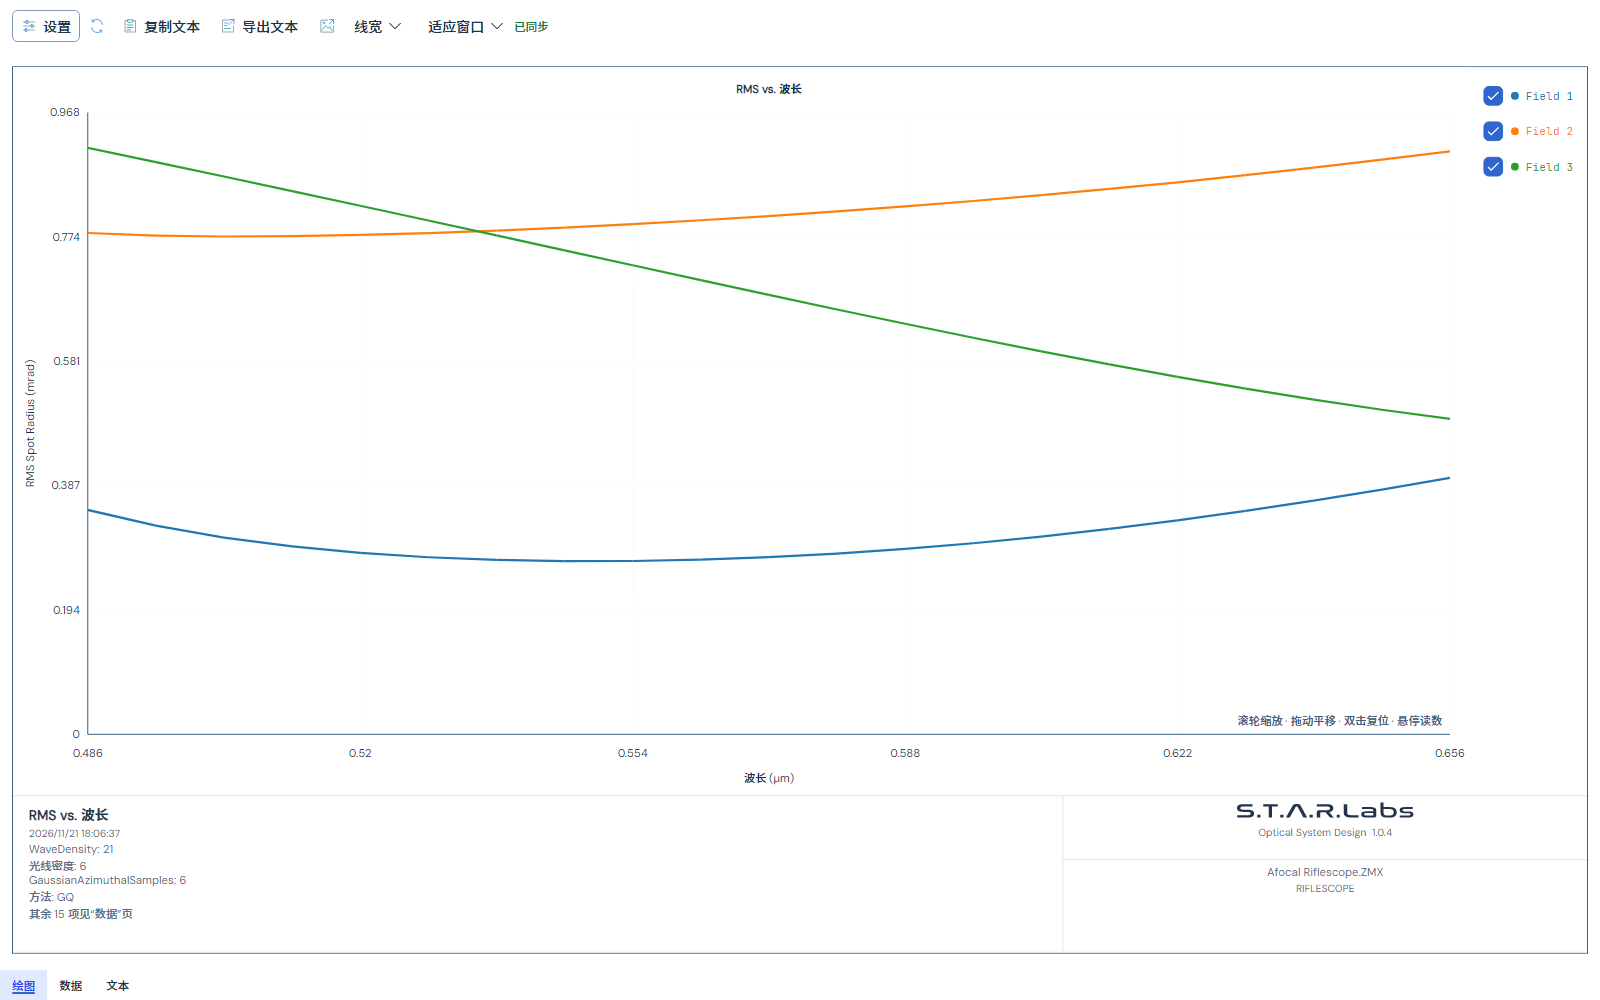 设置 复制文本 导出文本 线宽 适应窗口 已同步
RMS vs. 波长
Field 1
Field 2
Field 3
RMS Spot Radius (mrad)
0.968
0.774
0.581
0.387
0.194
0
0.486 0.52 0.554 0.588 0.622 0.656
滚轮缩放 · 拖动平移 · 双击复位 · 悬停读数
波长 (μm)
RMS vs. 波长
2026/11/21 18:06:37
WaveDensity: 21
光线密度: 6
GaussianAzimuthalSamples: 6
方法: GQ
其余 15 项见“数据”页
S.T.A.R.Labs
Optical System Design 1.0.4
Afocal Riflescope.ZMX
RIFLESCOPE
绘图 数据 文本